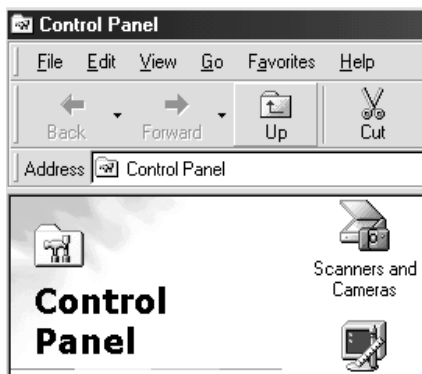 Control Panel
File Edit View Go Favorites Help
Back Forward Up Cut
Address Control Panel
Scanners and
Cameras
Control
Panel